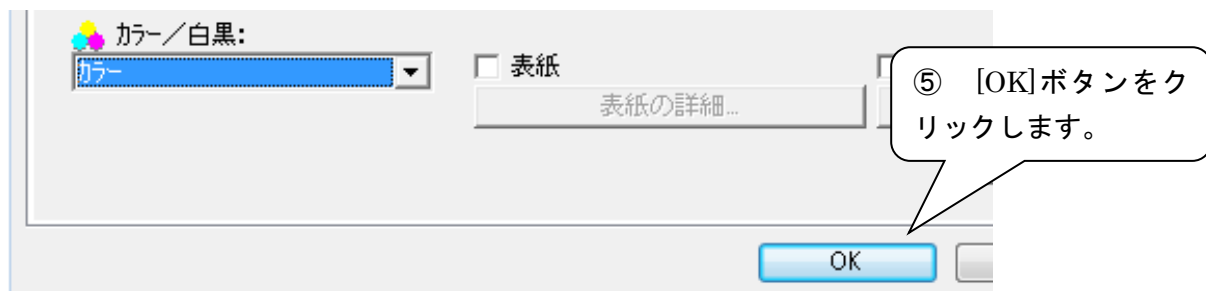 カラー／白黒:
カラー
表紙
表紙の詳細...
⑤　[OK]ボタンをク
リックします。
OK